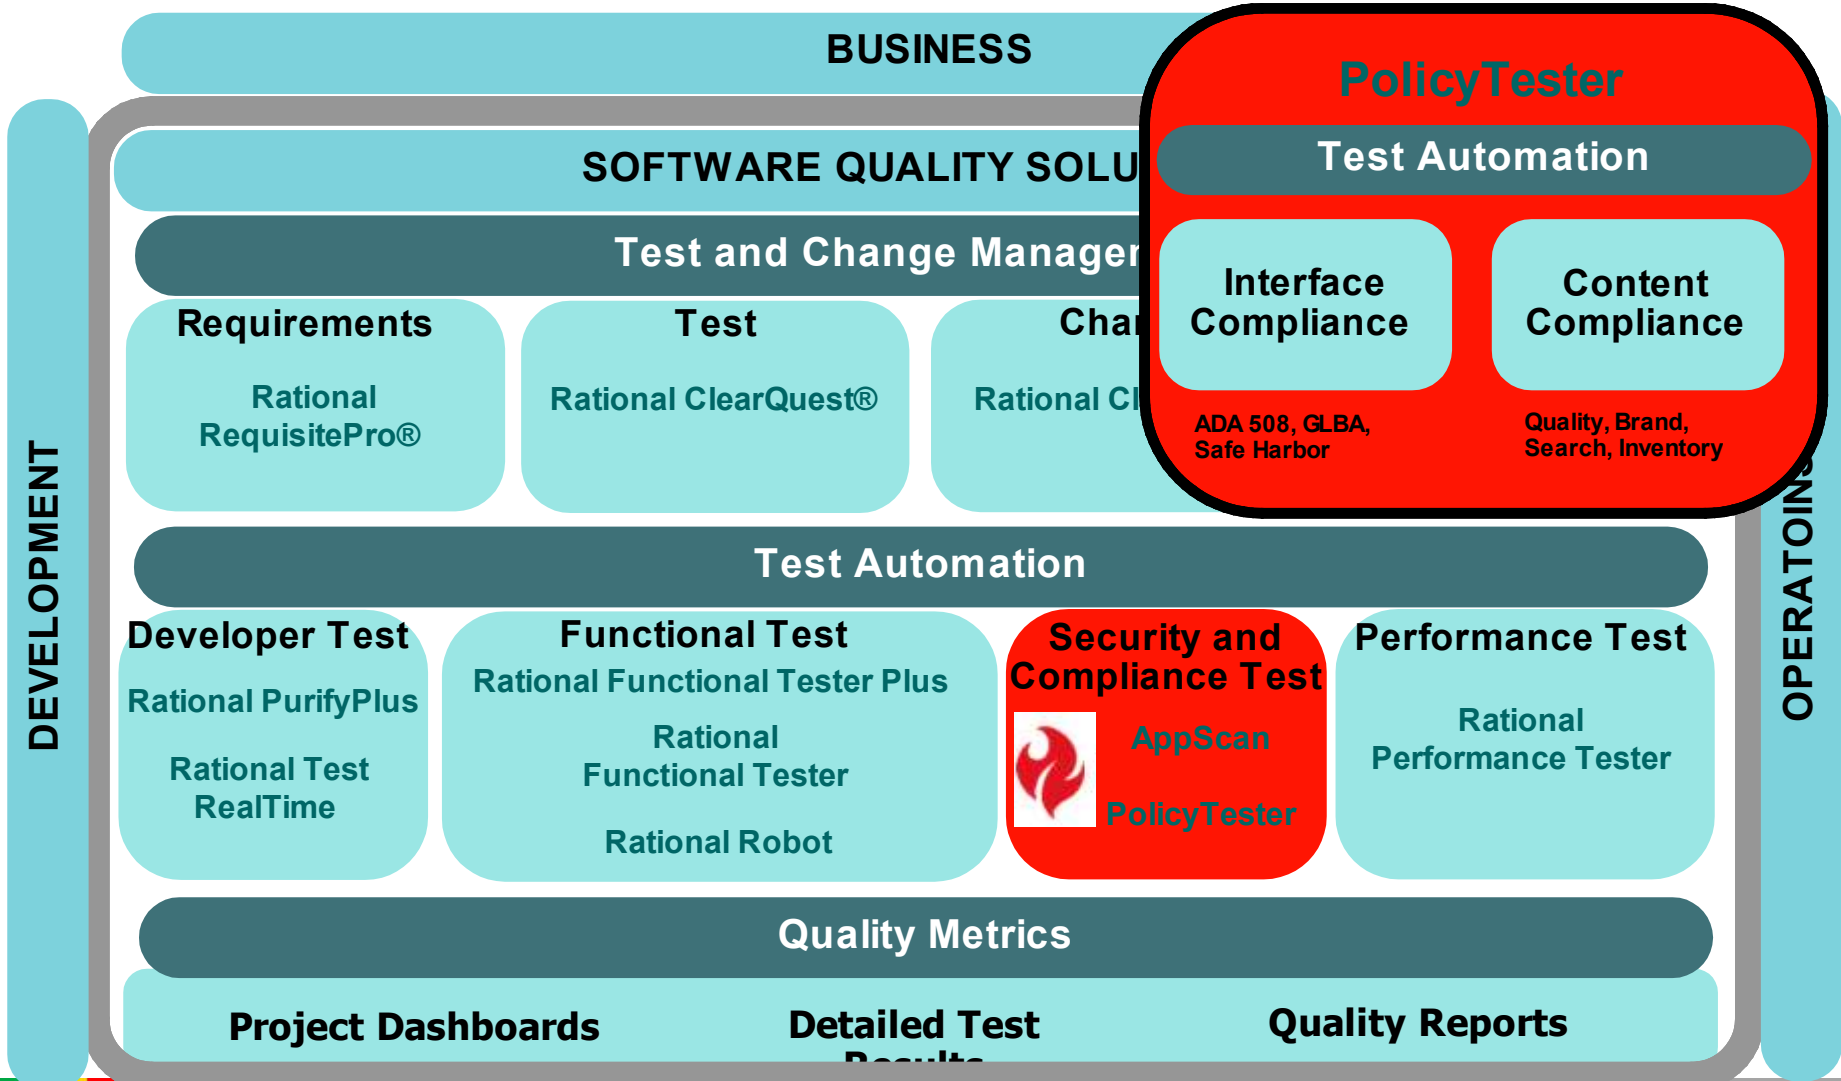 BUSINESS
PolicyTester
Test Automation
Interface
Compliance
Content
Compliance
ADA 508, GLBA,
Safe Harbor
Quality, Brand,
Search, Inventory
DEVELOPMENT
SOFTWARE QUALITY SOLU
Test and Change Manager
Requirements
Rational
RequisitePro®
Test
Rational ClearQuest®
Char
Rational Cl
OPERATOINS
Test Automation
Developer Test
Rational PurifyPlus
Rational Test
RealTime
Functional Test
Rational Functional Tester Plus
Rational
Functional Tester
Rational Robot
Security and
Compliance Test
AppScan
PolicyTester
Performance Test
Rational
Performance Tester
Quality Metrics
Project Dashboards
Detailed Test
Results
Quality Reports